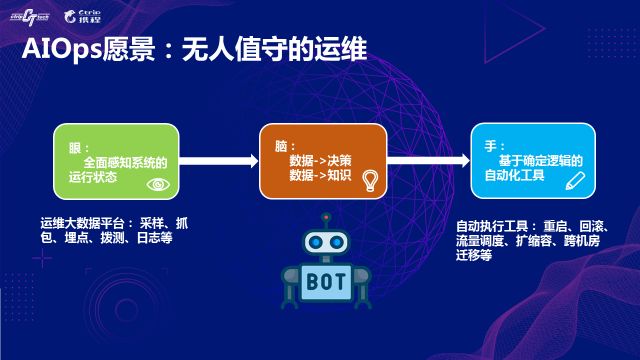 Ctrip tech
Ctrip
携程
AIOps愿景：无人值守的运维
眼：
全面感知系统的
运行状态
脑：
数据->决策
数据->知识
手：
基于确定逻辑的
自动化工具
运维大数据平台： 采样、抓
包、埋点、拨测、日志等
自动执行工具： 重启、回滚、
流量调度、扩缩容、跨机房
迁移等
BOT